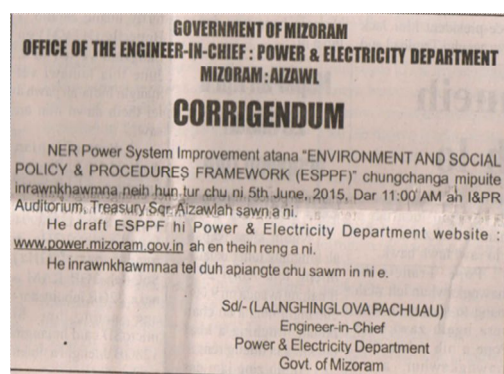 GOVERNMENT OF MIZORAM
OFFICE OF THE ENGINEER-IN-CHIEF : POWER & ELECTRICITY DEPARTMENT
MIZORAM : AIZAWL
CORRIGENDUM
NER Power System Improvement atana "ENVIRONMENT AND SOCIAL
POLICY & PROCEDURES FRAMEWORK (ESPPF)" chungchanga mipuite
inrawnkhawmna neih hun tur chu ni 5th June, 2015, Dar 11:00 AM ah I&PR
Auditorium, Treasury Sqr. Aizawlah sawn a ni.
He draft ESPPF hi Power & Electricity Department website :
www.power.mizoram.gov.in ah en theih reng a ni.
He inrawnkhawmnaa tel duh apiangte chu sawm in ni e.
Sd/- (LALNGHINGLOVA PACHUAU)
Engineer-in-Chief
Power & Electricity Department
Govt. of Mizoram